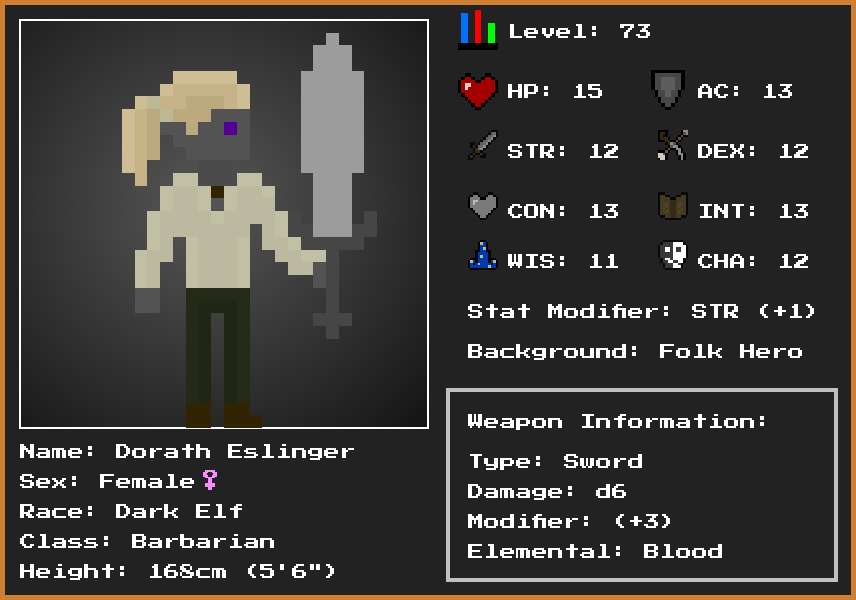 Level: 73
HP: 15 AC: 13
STR: 12 DEX: 12
CON: 13 INT: 13
WIS: 11 CHA: 12
Stat Modifier: STR (+1)
Background: Folk Hero
Weapon Information:
Type: Sword
Damage: d6
Modifier: (+3)
Elemental: Blood
Name: Dorath Eslinger
Sex: Female♀
Race: Dark Elf
Class: Barbarian
Height: 168cm (5'6")